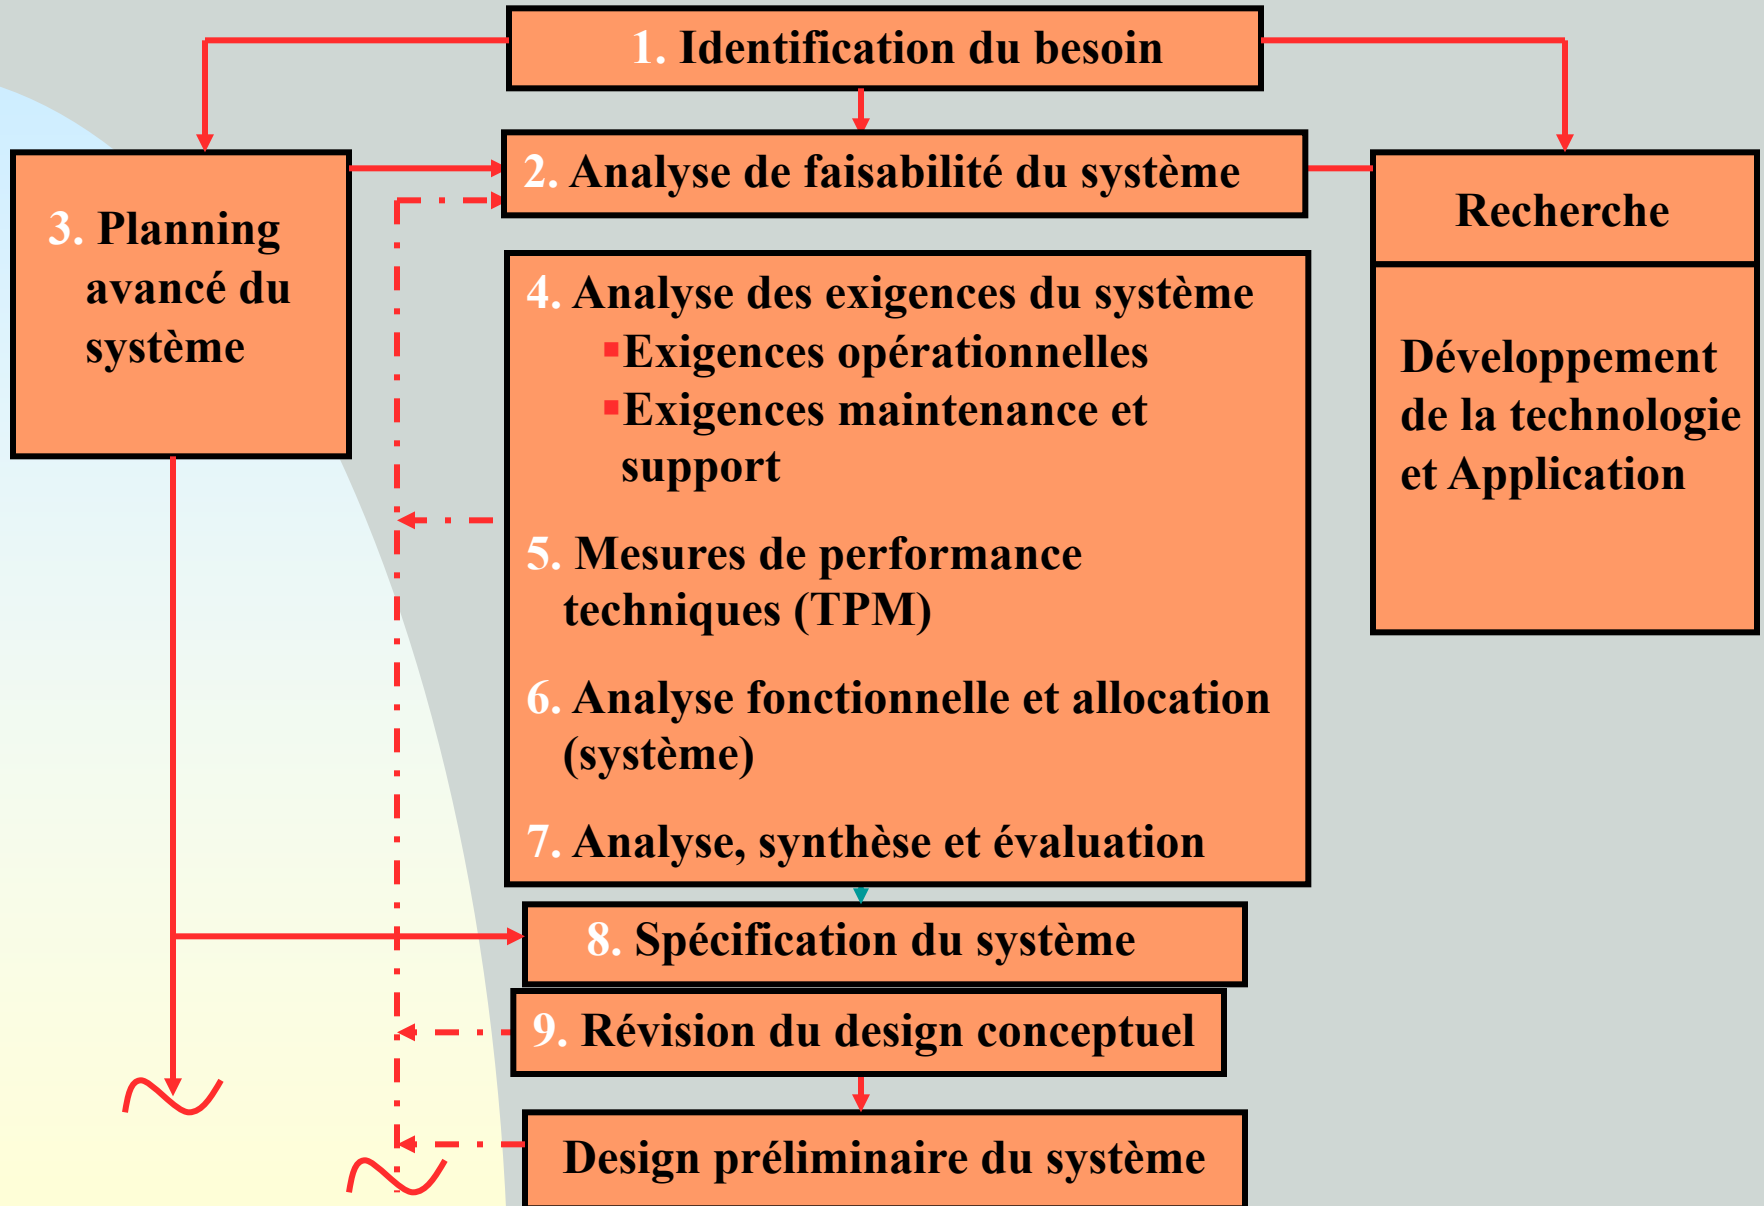 1. Identification du besoin
2. Analyse de faisabilité du système
3. Planning
avancé du
système
Recherche
Développement
de la technologie
et Application
4. Analyse des exigences du système
Exigences opérationnelles
Exigences maintenance et
support
5. Mesures de performance
techniques (TPM)
6. Analyse fonctionnelle et allocation
(système)
7. Analyse, synthèse et évaluation
8. Spécification du système
9. Révision du design conceptuel
Design préliminaire du système